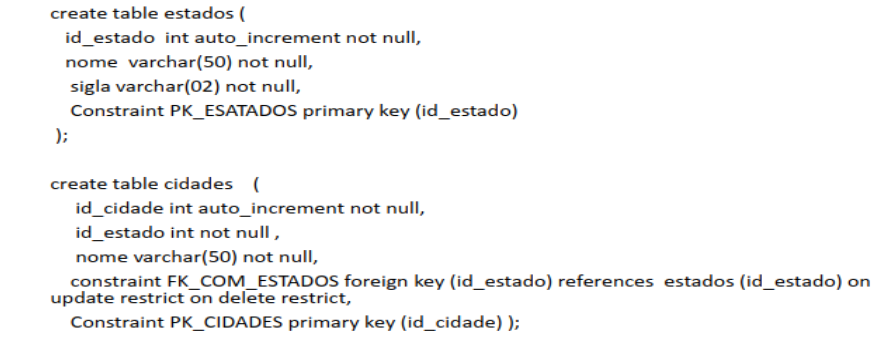 create table estados (
id_estado int auto_increment not null,
nome varchar(50) not null,
sigla varchar(02) not null,
Constraint PK_ESATADOS primary key (id_estado)
);
create table cidades (
id_cidade int auto_increment not null,
id_estado int not null ,
nome varchar(50) not null,
constraint FK_COM_ESTADOS foreign key (id_estado) references estados (id_estado) on
update restrict on delete restrict,
Constraint PK_CIDADES primary key (id_cidade) );